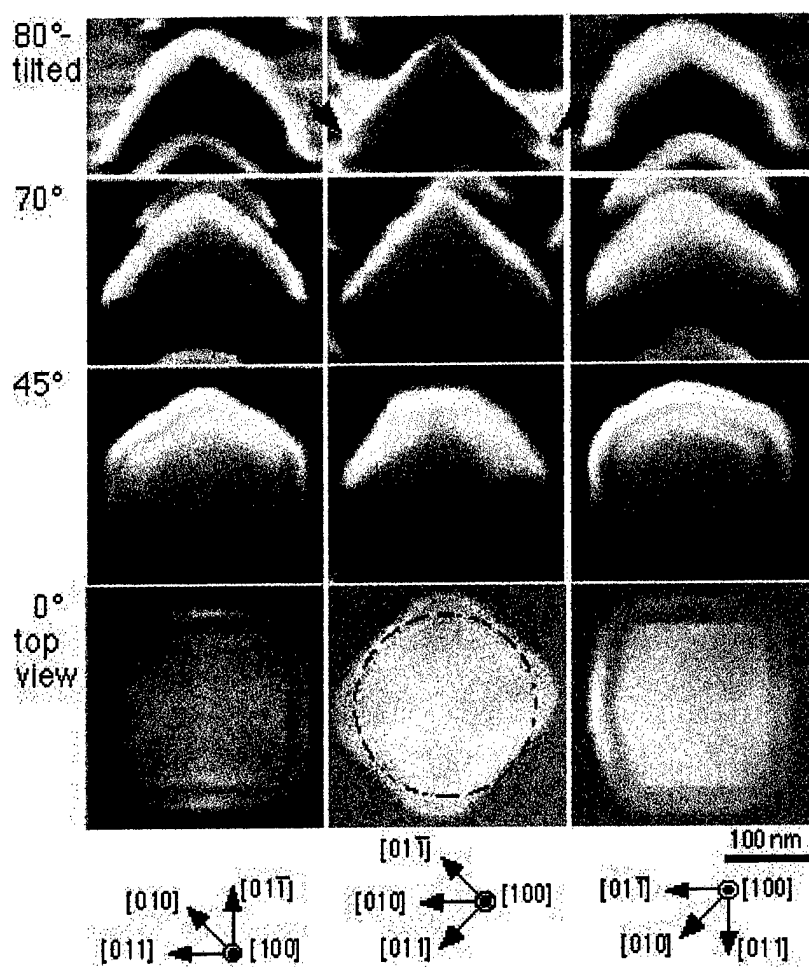 80°-
tilted
70°
45°
0°
top
view
100 nm
[010] [011̅]
[011] [100]
[011̅]
[010] [100]
[011]
[011̅] [100]
[010] [011]